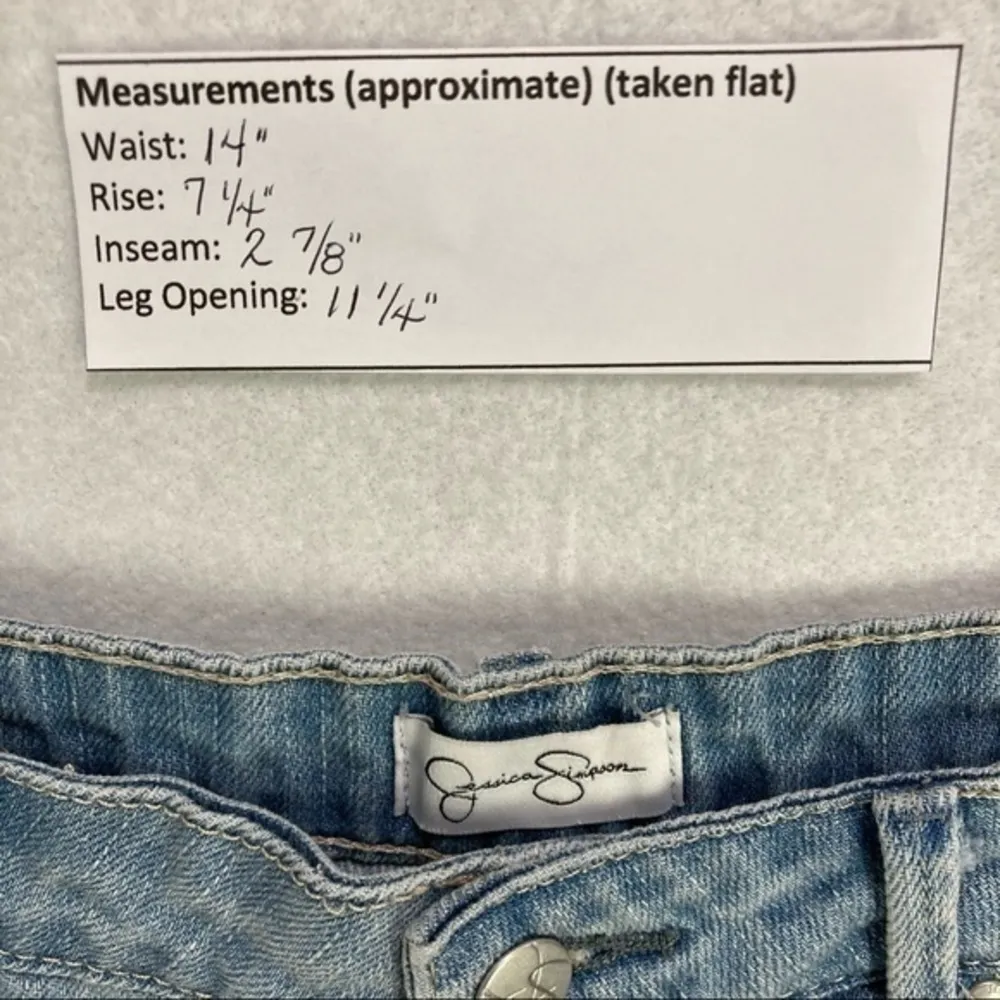 Measurements (approximate) (taken flat)
Waist: 14"
Rise: 7 1/4"
Inseam: 2 7/8"
Leg Opening: 11 1/4"
Jessica Simpson
JS